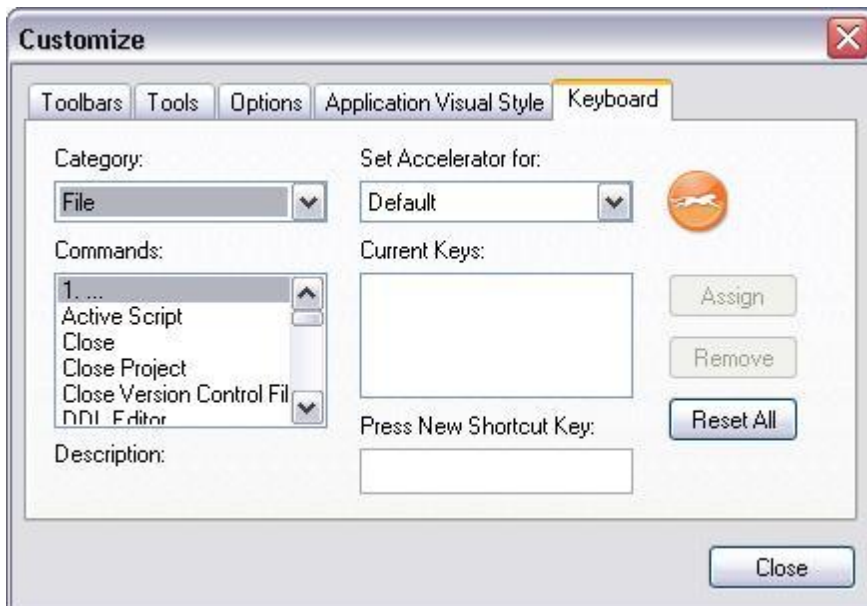 Customize
Toolbars Tools Options Application Visual Style Keyboard
Category:
Set Accelerator for:
File
Default
Commands:
Current Keys:
1. ...
Active Script
Close
Close Project
Close Version Control Fil
DDL Editor
Assign
Remove
Reset All
Press New Shortcut Key:
Description:
Close